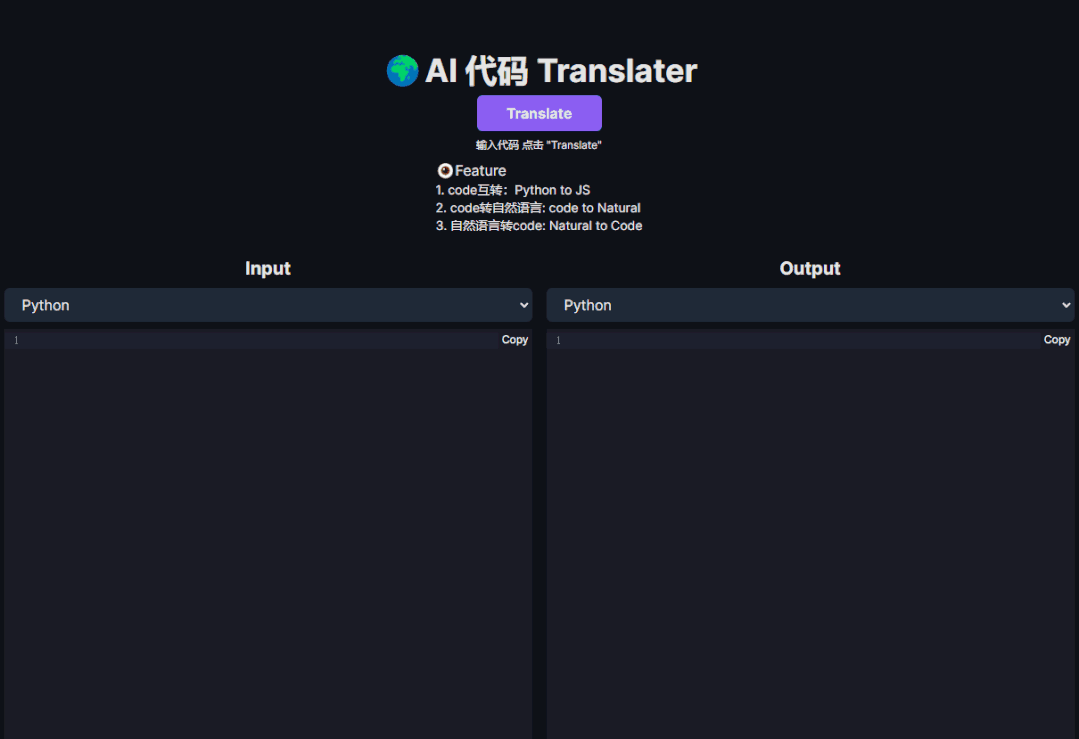 AI 代码 Translater
Translate
输入代码 点击 "Translate"
Feature
1. code互转：Python to JS
2. code转自然语言: code to Natural
3. 自然语言转code: Natural to Code
Input
Output
Python
Python
1
Copy
1
Copy